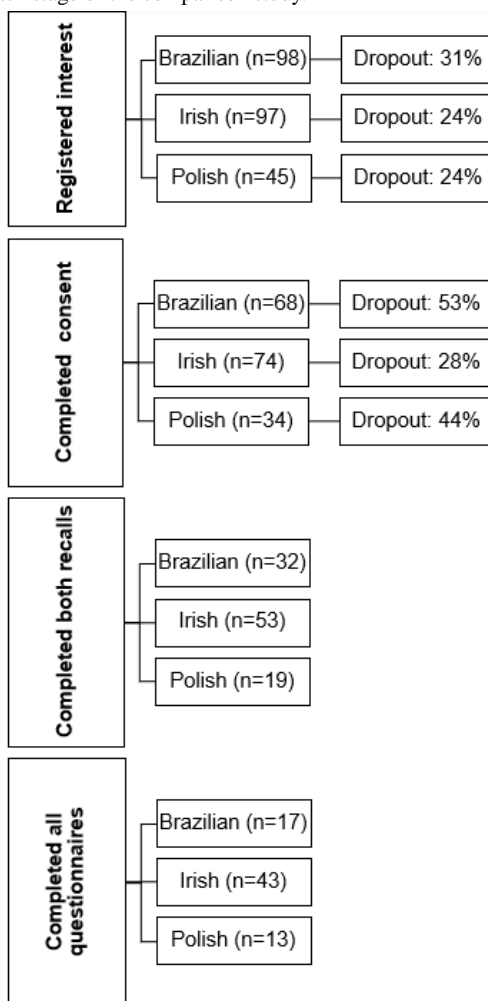 stage
Registered interest
Brazilian (n=98)
Dropout: 31%
Irish (n=97)
Dropout: 24%
Polish (n=45)
Dropout: 24%
Completed consent
Brazilian (n=68)
Dropout: 53%
Irish (n=74)
Dropout: 28%
Polish (n=34)
Dropout: 44%
Completed both recalls
Brazilian (n=32)
Irish (n=53)
Polish (n=19)
Completed all
questionnaires
Brazilian (n=17)
Irish (n=43)
Polish (n=13)